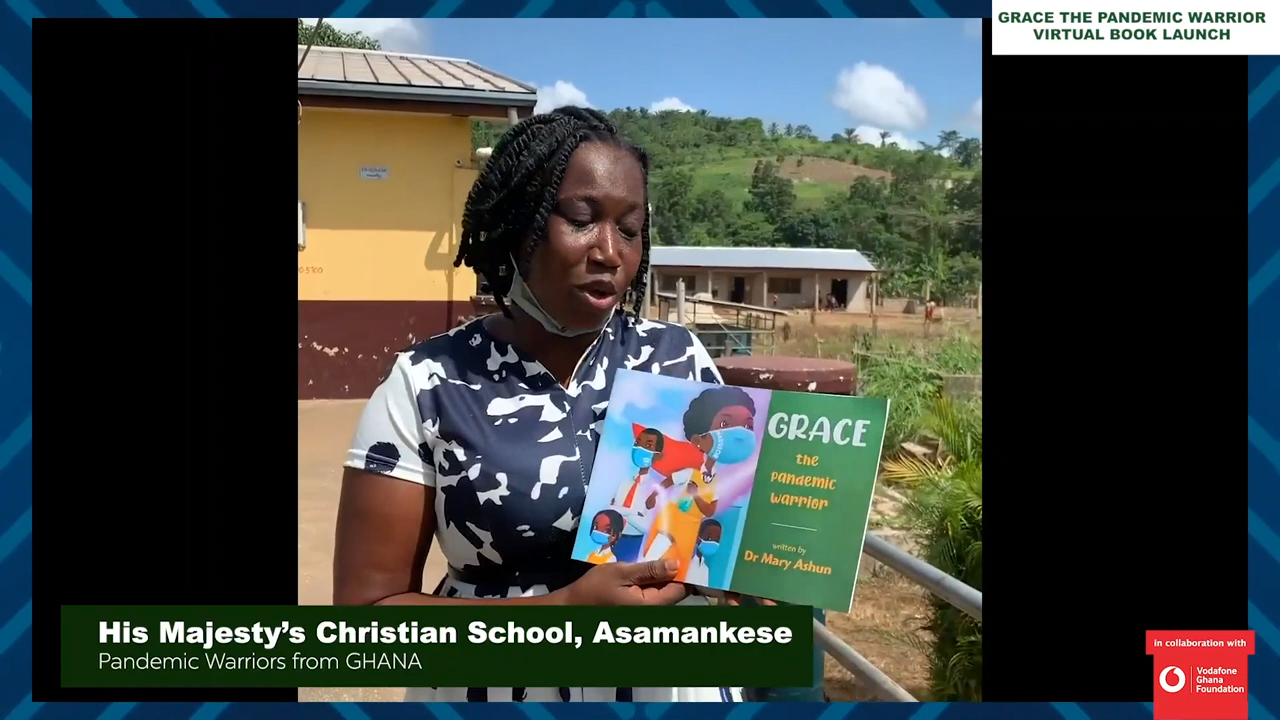 GRACE THE PANDEMIC WARRIOR
VIRTUAL BOOK LAUNCH
GRACE
the
pandemic
warrior
written by
Dr Mary Ashun
His Majesty's Christian School, Asamankese
Pandemic Warriors from GHANA
in collaboration with
Vodafone
Ghana
Foundation